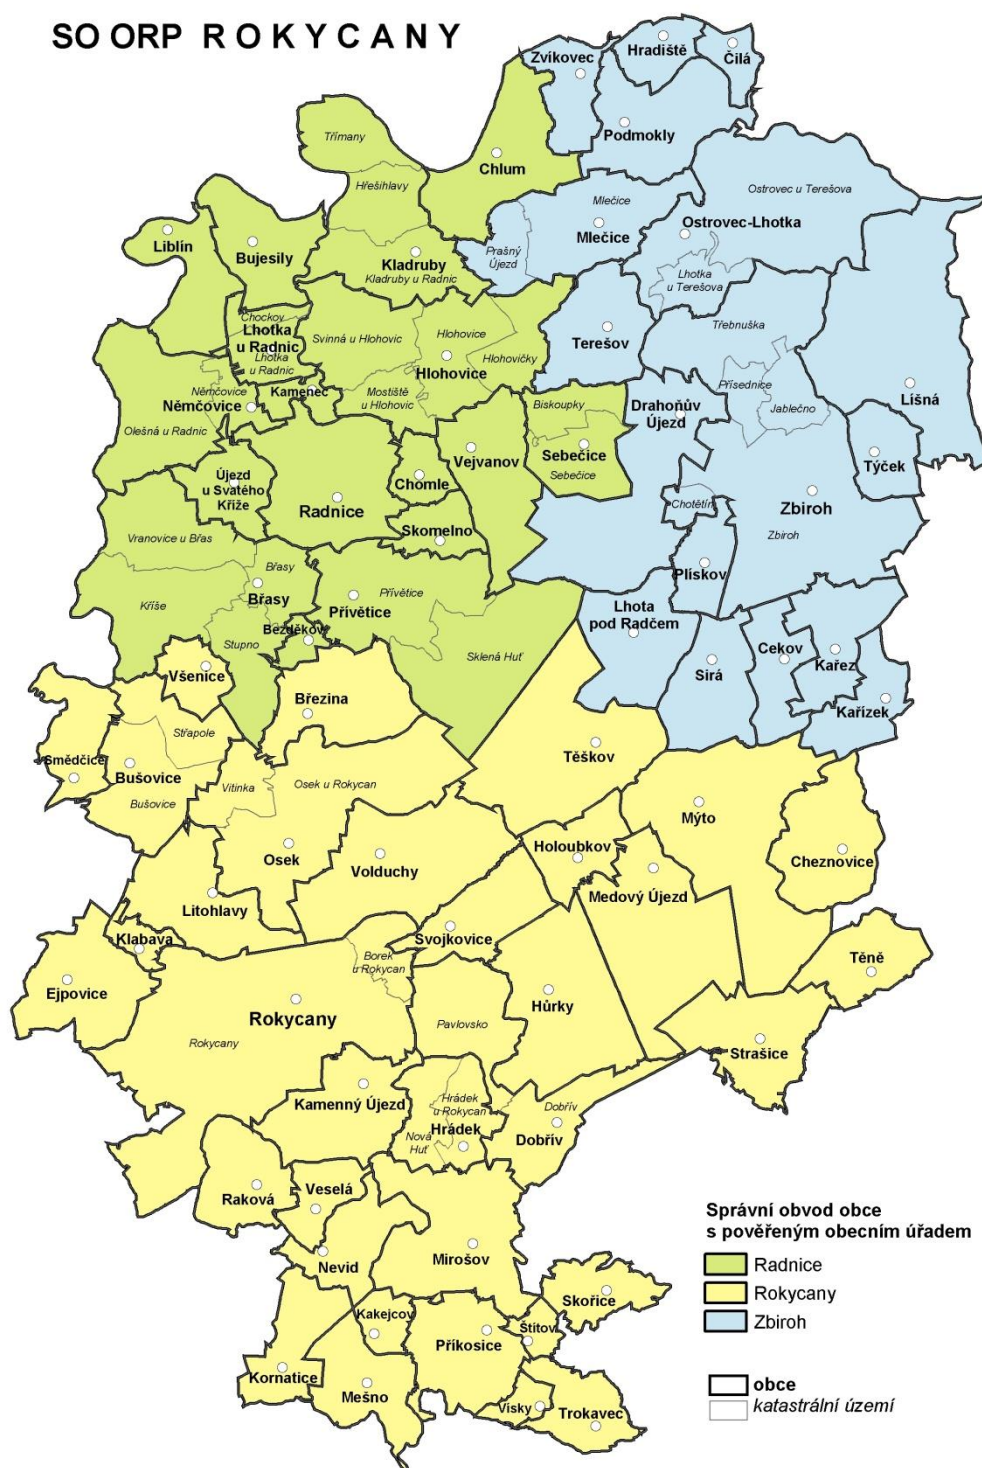 SO ORP ROKYCANY
Zvíkovec
Hradiště
Čilá
Podmokly
Třímany
Chlum
Hřešihlavy
Ostrovec u Terešova
Mlečice
Mlečice
Ostrovec-Lhotka
Liblín
Bujesily
Kladruby
Kladruby u Radnic
Prašný
Újezd
Lhotka
u Terešova
Chockov
Lhotka
u Radnic
Lhotka
u Radnic
Svinná u Hlohovic
Hlohovice
Hlohovičky
Hlohovice
Terešov
Třebnuška
Přísednice
Jablečno
Líšná
Němčovice
Němčovice
Kamenec
Mostiště
u Hlohovic
Olešná u Radnic
Biskoupky
Sebečice
Sebečice
Drahoňův
Újezd
Týček
Újezd
u Svatého
Kříže
Radnice
Chomle
Vejvanov
Skomelno
Chotětín
Zbiroh
Zbiroh
Vranovice u Břas
Plískov
Břasy
Břasy
Kříše
Přívětice
Přívětice
Stupno
Bezděkov
Sklená Huť
Lhota
pod Radčem
Sirá
Cekov
Kařez
Kařízek
Všenice
Březina
Smědčice
Bušovice
Bušovice
Střapole
Vitinka
Osek u Rokycan
Těškov
Mýto
Cheznovice
Osek
Volduchy
Holoubkov
Medový Újezd
Litohlavy
Klabava
Svojkovice
Borek
u Rokycan
Těně
Ejpovice
Rokycany
Rokycany
Pavlovsko
Hůrky
Strašice
Kamenný Újezd
Hrádek
u Rokycan
Hrádek
Nová
Huť
Dobřív
Dobřív
Raková
Veselá
Nevid
Mirošov
Skořice
Kakejcov
Příkosice
Štítov
Kornatice
Mešno
Vísky
Trokavec
Správní obvod obce
s pověřeným obecním úřadem
Radnice
Rokycany
Zbiroh
obce
katastrální území